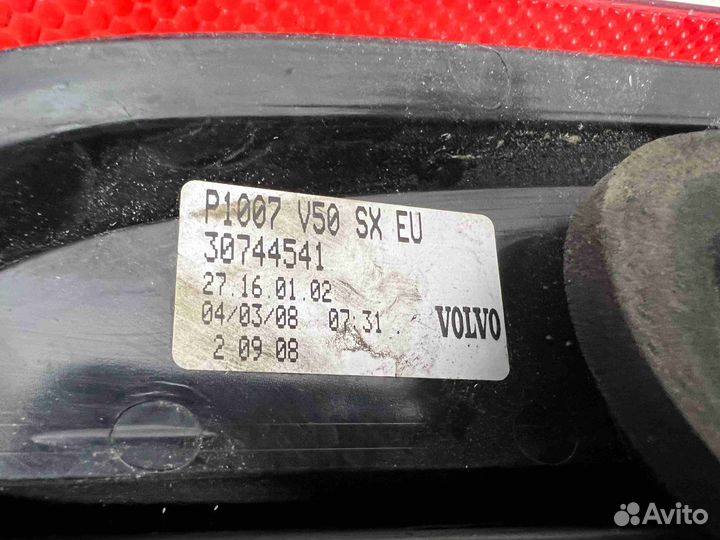 P1007 V50 SX EU
30744541
27.16.01.02
04/03/08 07:31
2 09 08
VOLVO
Avito